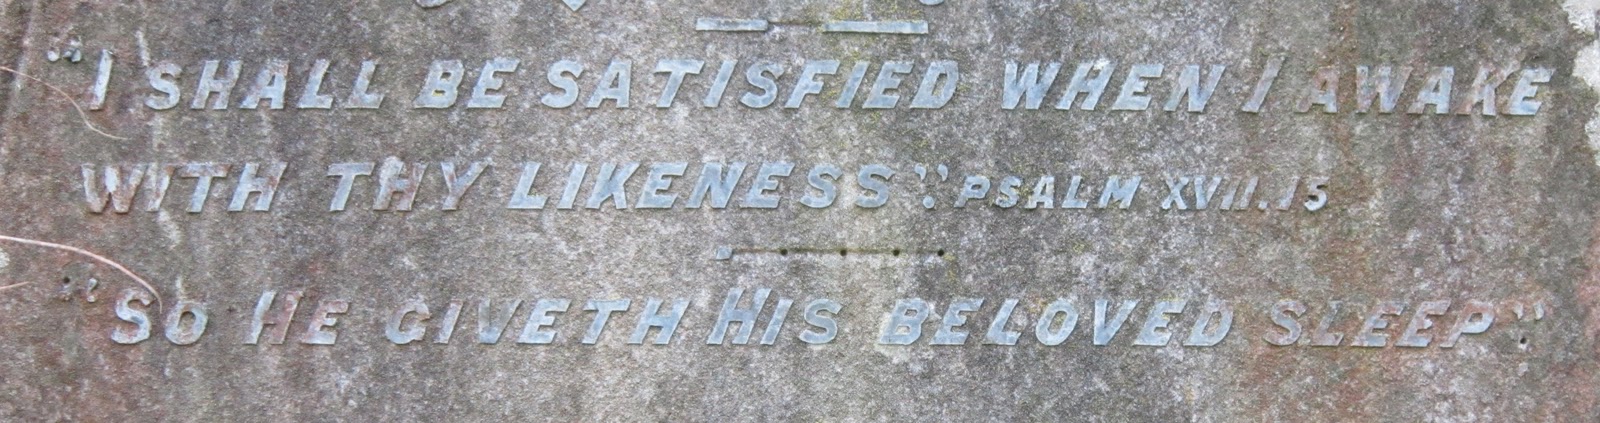 "I SHALL BE SATISFIED WHEN I AWAKE
WITH THY LIKENESS". PSALM XVII.15
"SO HE GIVETH HIS BELOVED SLEEP"